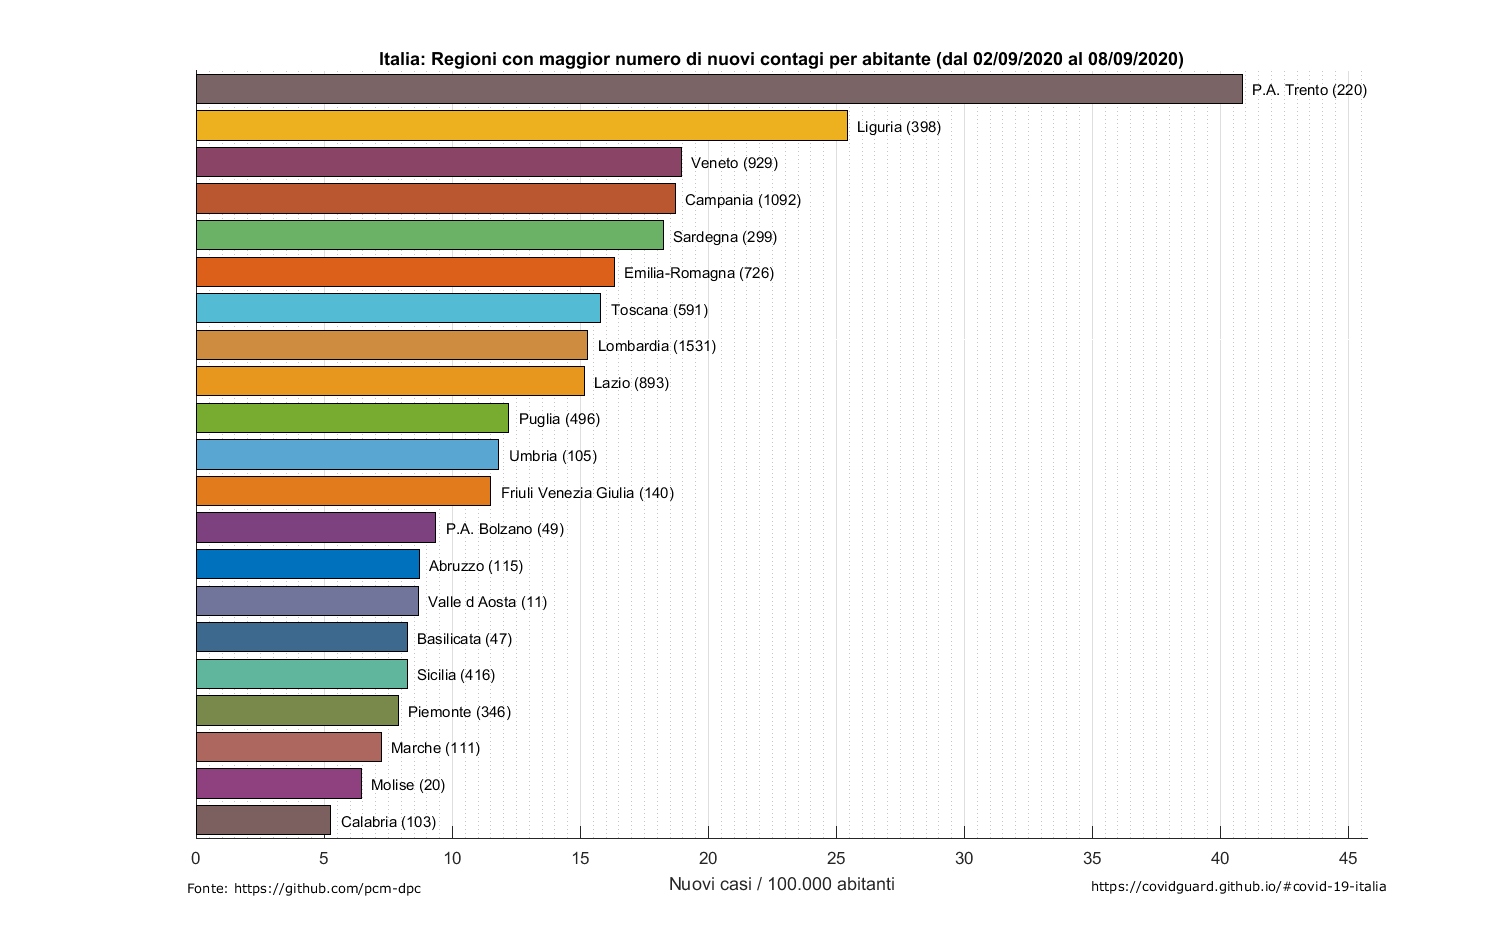 Italia: Regioni con maggior numero di nuovi contagi per abitante (dal 02/09/2020 al 08/09/2020)
P.A. Trento (220)
Liguria (398)
Veneto (929)
Campania (1092)
Sardegna (299)
Emilia-Romagna (726)
Toscana (591)
Lombardia (1531)
Lazio (893)
Puglia (496)
Umbria (105)
Friuli Venezia Giulia (140)
P.A. Bolzano (49)
Abruzzo (115)
Valle d Aosta (11)
Basilicata (47)
Sicilia (416)
Piemonte (346)
Marche (111)
Molise (20)
Calabria (103)
0 5 10 15 20 25 30 35 40 45
Nuovi casi / 100.000 abitanti
Fonte: https://github.com/pcm-dpc
https://covidguard.github.io/#covid-19-italia